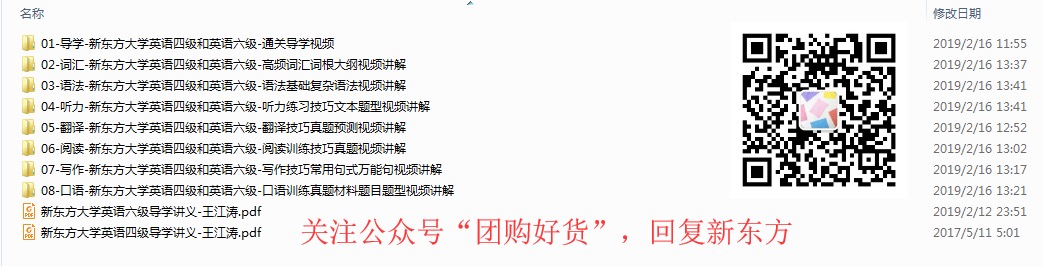 名称 修改日期
01-导学-新东方大学英语四级和英语六级-通关导学视频 2019/2/16 11:55
02-词汇-新东方大学英语四级和英语六级-高频词汇词根大纲视频讲解 2019/2/16 13:37
03-语法-新东方大学英语四级和英语六级-语法基础复杂语法视频讲解 2019/2/16 13:41
04-听力-新东方大学英语四级和英语六级-听力练习技巧文本题型视频讲解 2019/2/16 13:41
05-翻译-新东方大学英语四级和英语六级-翻译技巧真题预测视频讲解 2019/2/16 12:52
06-阅读-新东方大学英语四级和英语六级-阅读训练技巧真题视频讲解 2019/2/16 13:02
07-写作-新东方大学英语四级和英语六级-写作技巧常用句式万能句视频讲解 2019/2/16 13:17
08-口语-新东方大学英语四级和英语六级-口语训练真题材料题目题型视频讲解 2019/2/16 13:21
新东方大学英语六级导学讲义-王江涛.pdf 2019/2/12 23:51
新东方大学英语四级导学讲义-王江涛.pdf 2017/5/11 5:01
关注公众号“团购好货”，回复新东方